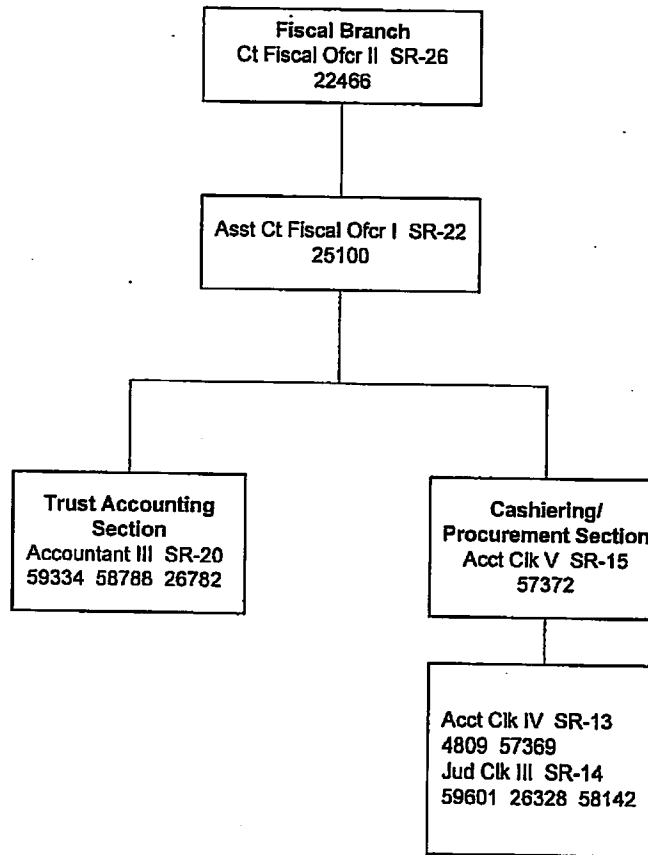 Fiscal Branch
Ct Fiscal Ofcr II SR-26
22466
Asst Ct Fiscal Ofcr I SR-22
25100
Trust Accounting
Section
Accountant III SR-20
59334 58788 26782
Cashiering/
Procurement Section
Acct Clk V SR-15
57372
Acct Clk IV SR-13
4809 57369
Jud Clk III SR-14
59601 26328 58142